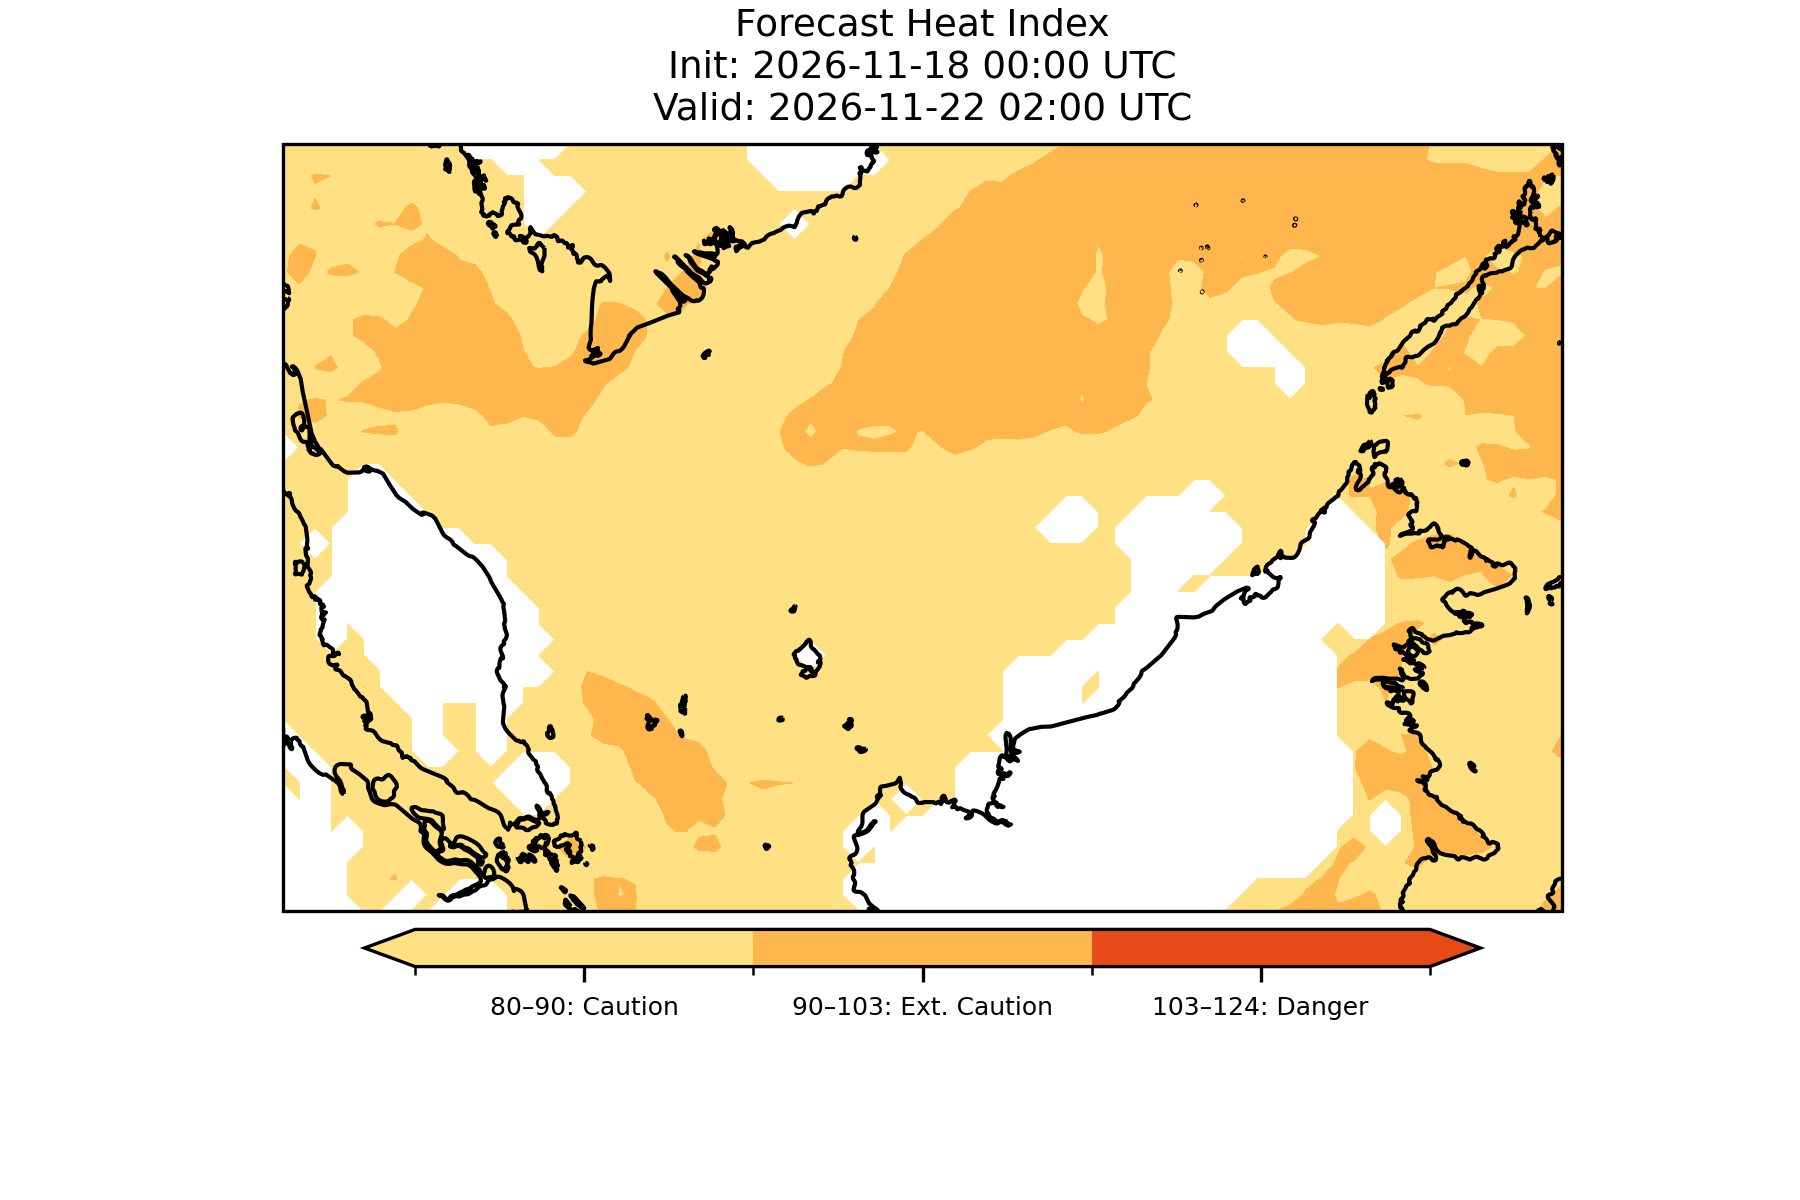 Forecast Heat Index
Init: 2026-11-18 00:00 UTC
Valid: 2026-11-22 02:00 UTC
80–90: Caution
90–103: Ext. Caution
103–124: Danger